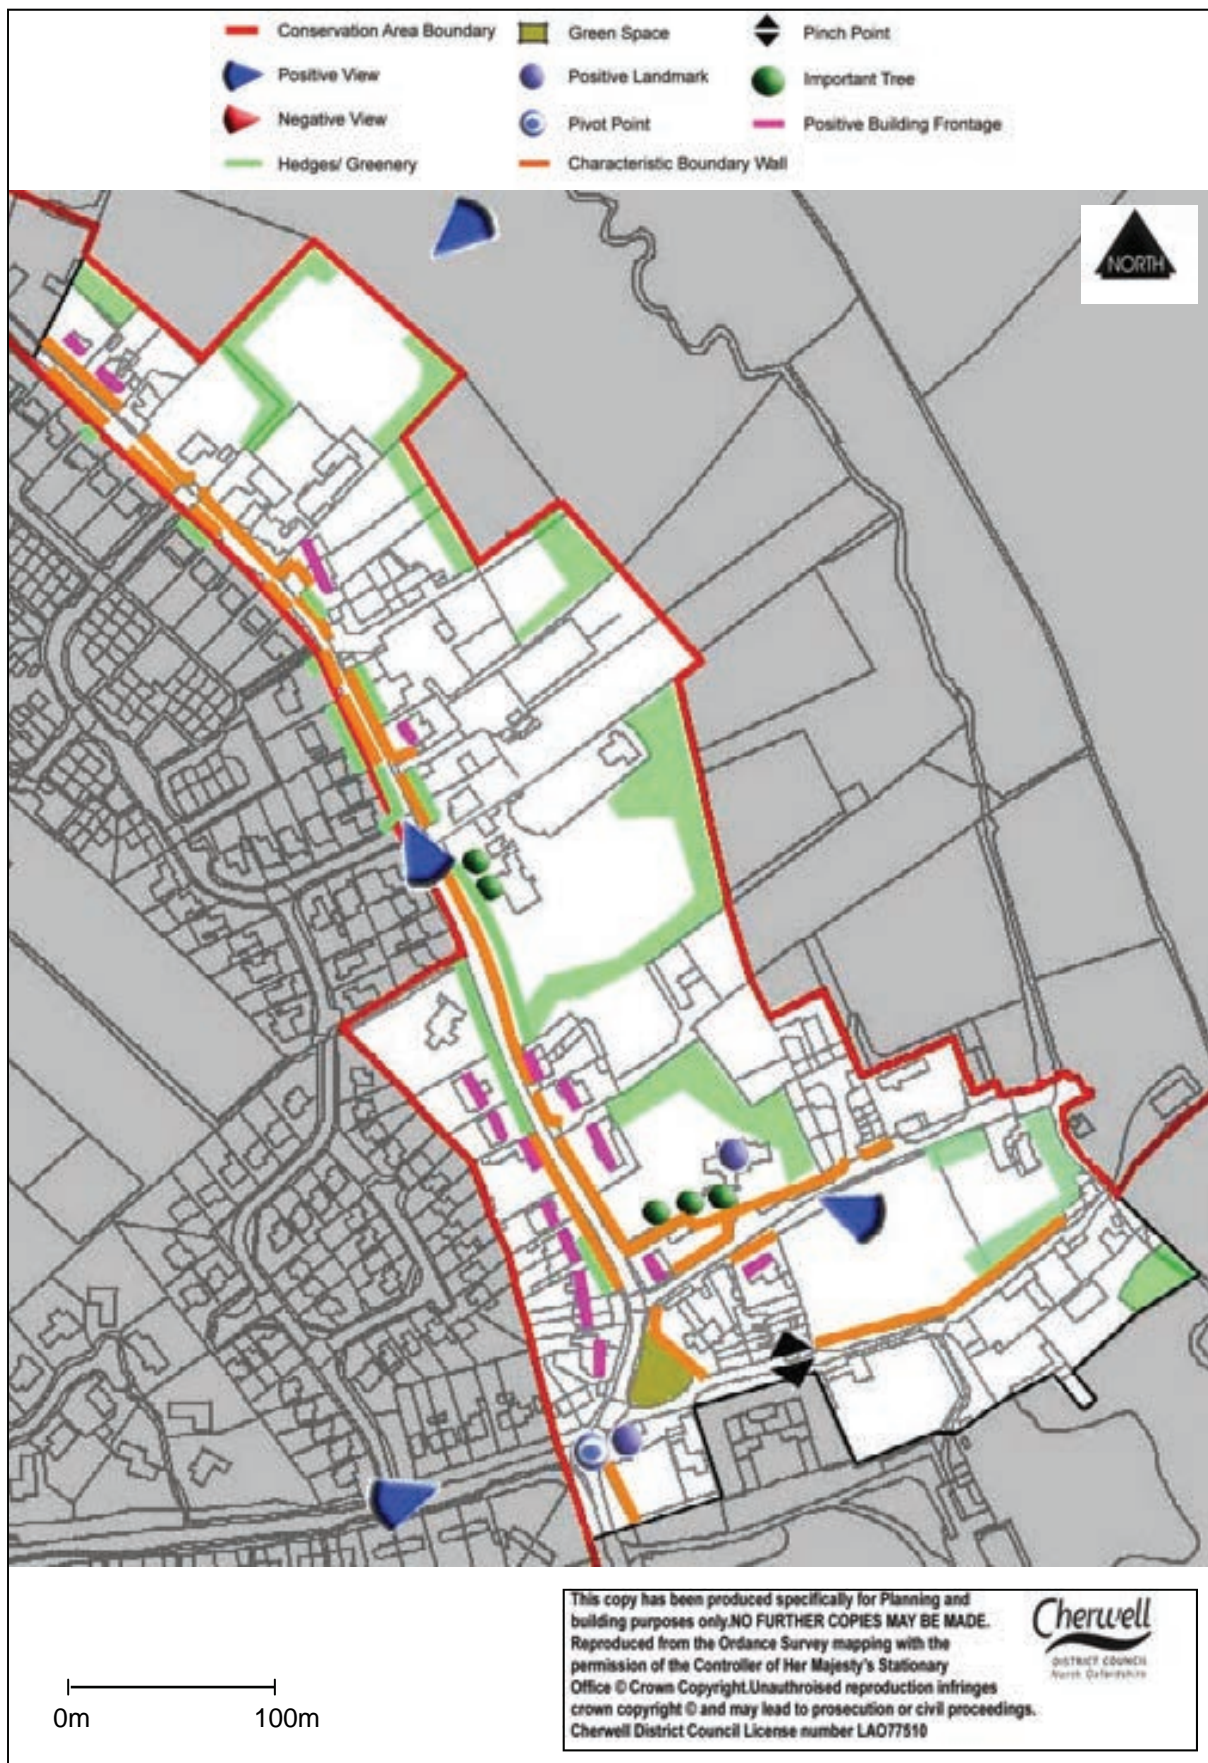 Conservation Area Boundary
Green Space
Pinch Point
Positive View
Positive Landmark
Important Tree
Negative View
Pivot Point
Positive Building Frontage
Hedges/ Greenery
Characteristic Boundary Wall
NORTH
This copy has been produced specifically for Planning and
building purposes only.NO FURTHER COPIES MAY BE MADE.
Reproduced from the Ordance Survey mapping with the
permission of the Controller of Her Majesty's Stationary
Office © Crown Copyright.Unauthroised reproduction infringes
crown copyright © and may lead to prosecution or civil proceedings.
Cherwell District Council License number LAO77510
Cherwell
DISTRICT COUNCIL
North Oxfordshire
0m 100m